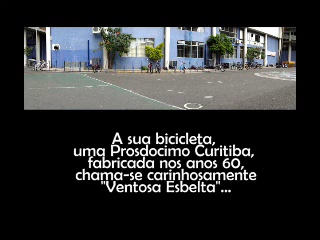 A sua bicicleta,
uma Prosdocimo Curitiba,
fabricada nos anos 60,
chama-se carinhosamente
"Ventosa Esbelta"...